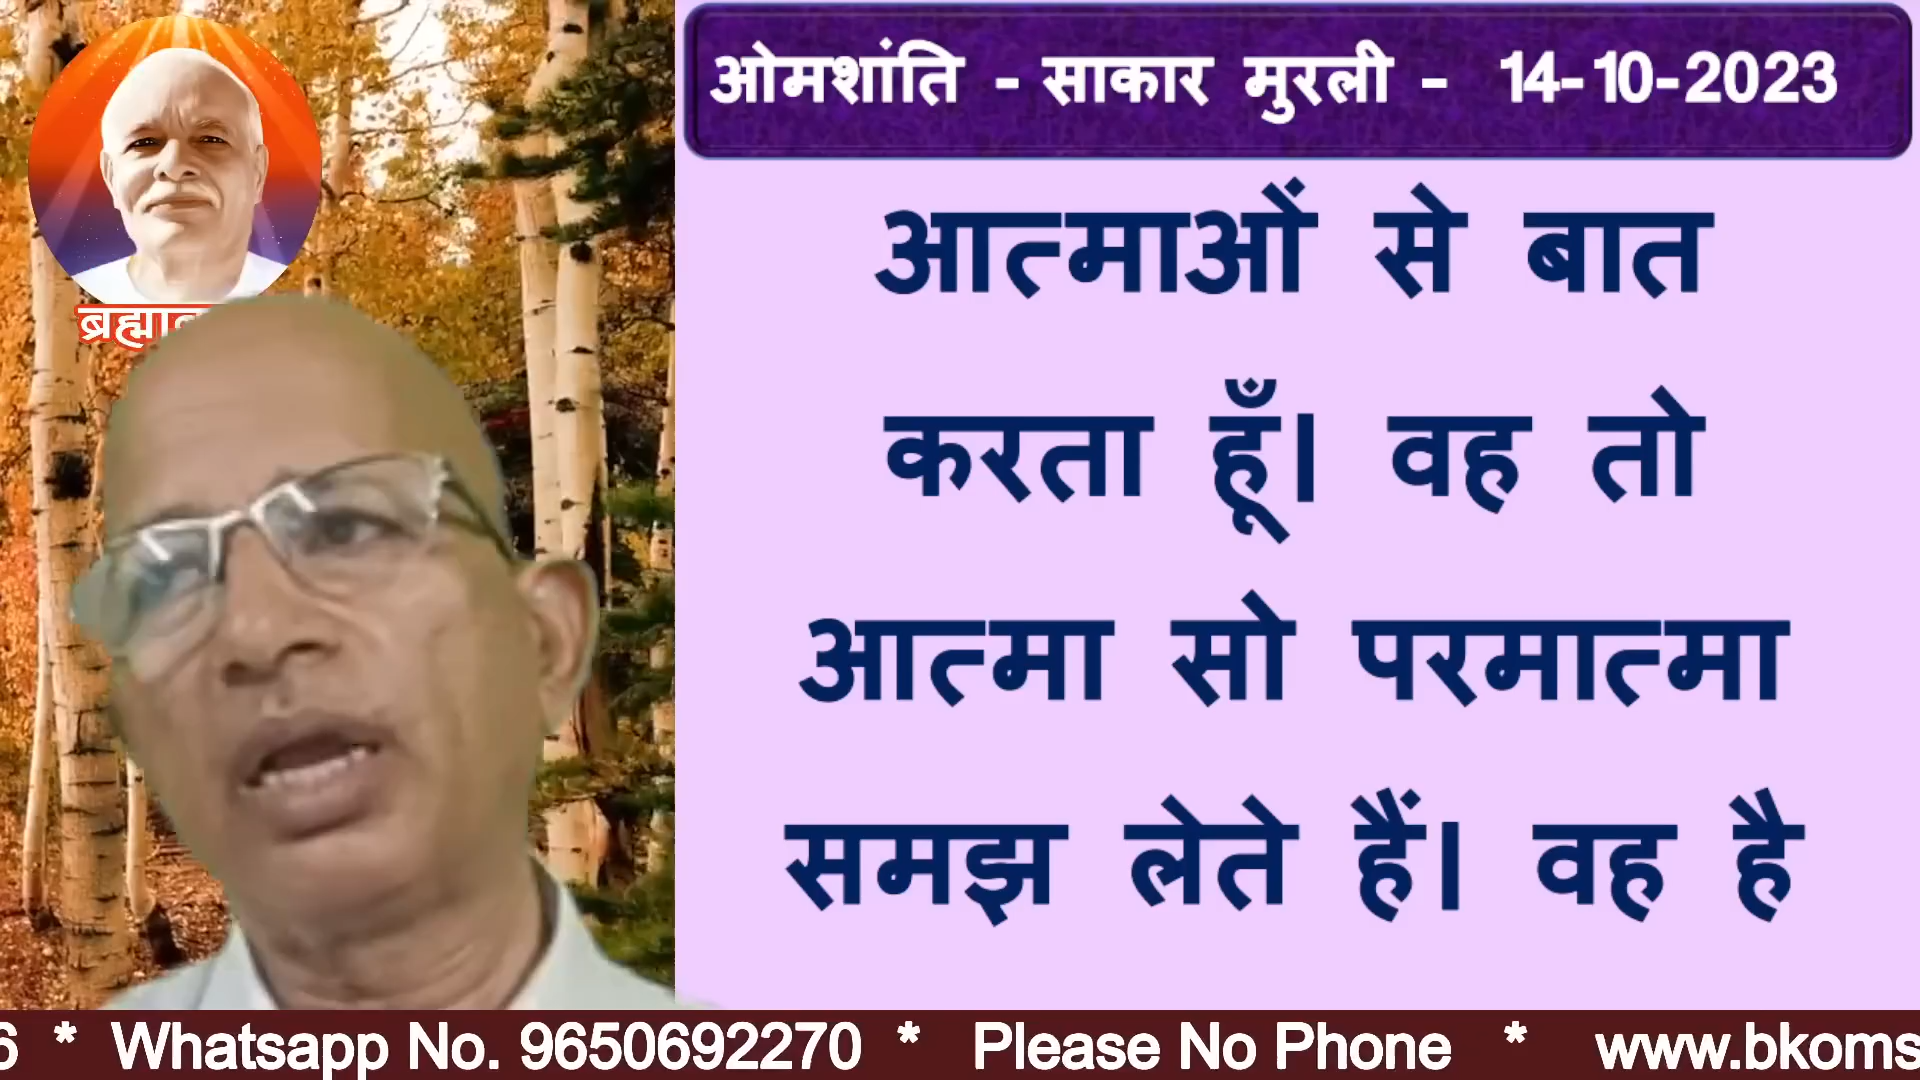 ओमशांति - साकार मुरली - 14-10-2023
आत्माओं से बात
करता हूँ। वह तो
आत्मा सो परमात्मा
समझ लेते हैं। वह है
6 * Whatsapp No. 9650692270 * Please No Phone * www.bkoms